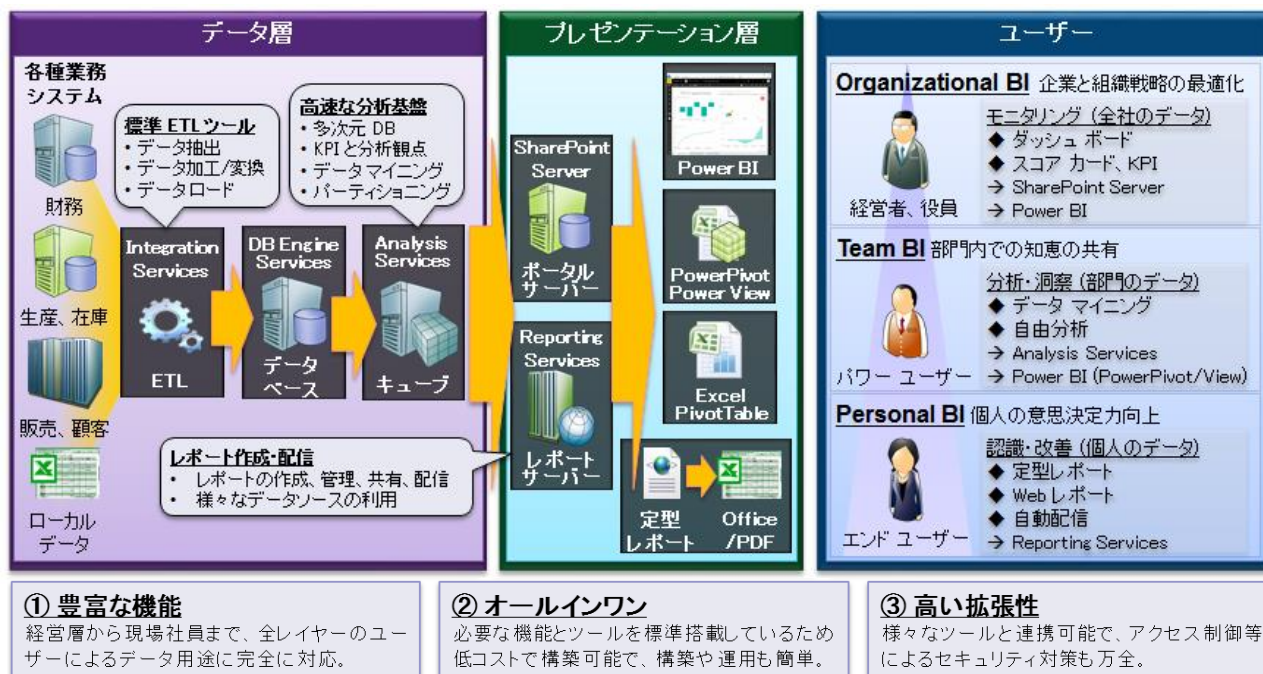 データ層
各種業務
システム
財務
生産、在庫
販売、顧客
ローカル
データ
標準 ETL ツール
• データ抽出
• データ加工/変換
• データロード
高速な分析基盤
• 多次元 DB
• KPI と分析観点
• データマイニング
• パーティショニング
Integration
Services
ETL
DB Engine
Services
データ
ベース
Analysis
Services
キューブ
レポート作成・配信
• レポートの作成、管理、共有、配信
• 様々なデータソースの利用
プレゼンテーション層
SharePoint
Server
ポータル
サーバー
Reporting
Services
レポート
サーバー
Power BI
PowerPivot
Power View
Excel
PivotTable
定型
レポート
Office
/PDF
ユーザー
Organizational BI 企業と組織戦略の最適化
経営者、役員
モニタリング (全社のデータ)
◆ ダッシュ ボード
◆ スコア カード、KPI
→ SharePoint Server
→ Power BI
Team BI 部門内での知恵の共有
パワー ユーザー
分析・洞察 (部門のデータ)
◆ データ マイニング
◆ 自由分析
→ Analysis Services
→ Power BI (PowerPivot/View)
Personal BI 個人の意思決定力向上
エンド ユーザー
認識・改善 (個人のデータ)
◆ 定型レポート
◆ Web レポート
◆ 自動配信
→ Reporting Services
① 豊富な機能
経営層から現場社員まで、全レイヤーのユー
ザーによるデータ用途に完全に対応。
② オールインワン
必要な機能とツールを標準搭載しているため
低コストで構築可能で、構築や運用も簡単。
③ 高い拡張性
様々なツールと連携可能で、アクセス制御等
によるセキュリティ対策も万全。